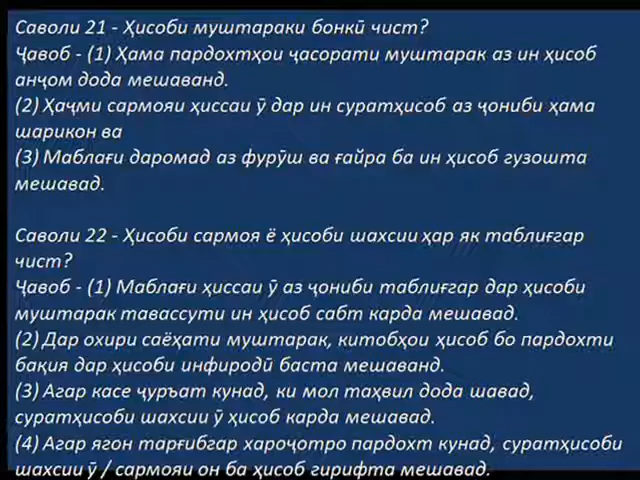 Саволи 21 - Ҳисоби муштараки бонкӣ чист?
Ҷавоб - (1) Ҳама пардохтҳои ҷасорати муштарак аз ин ҳисоб
анҷом дода мешаванд.
(2) Ҳаҷми сармояи ҳиссаи ӯ дар ин суратҳисоб аз ҷониби ҳама
шарикон ва
(3) Маблағи даромад аз фурӯш ва ғайра ба ин ҳисоб гузошта
мешавад.
Саволи 22 - Ҳисоби сармоя ё ҳисоби шахсии ҳар як таблиғгар
чист?
Ҷавоб - (1) Маблағи ҳиссаи ӯ аз ҷониби таблиғгар дар ҳисоби
муштарак тавассути ин ҳисоб сабт карда мешавад.
(2) Дар охири саёҳати муштарак, китобҳои ҳисоб бо пардохти
бақия дар ҳисоби инфиродӣ баста мешаванд.
(3) Агар касе ҷуръат кунад, ки мол таҳвил дода шавад,
суратҳисоби шахсии ӯ ҳисоб карда мешавад.
(4) Агар ягон тарғибгар хароҷотро пардохт кунад, суратҳисоби
шахсии ӯ / сармояи он ба ҳисоб гирифта мешавад.